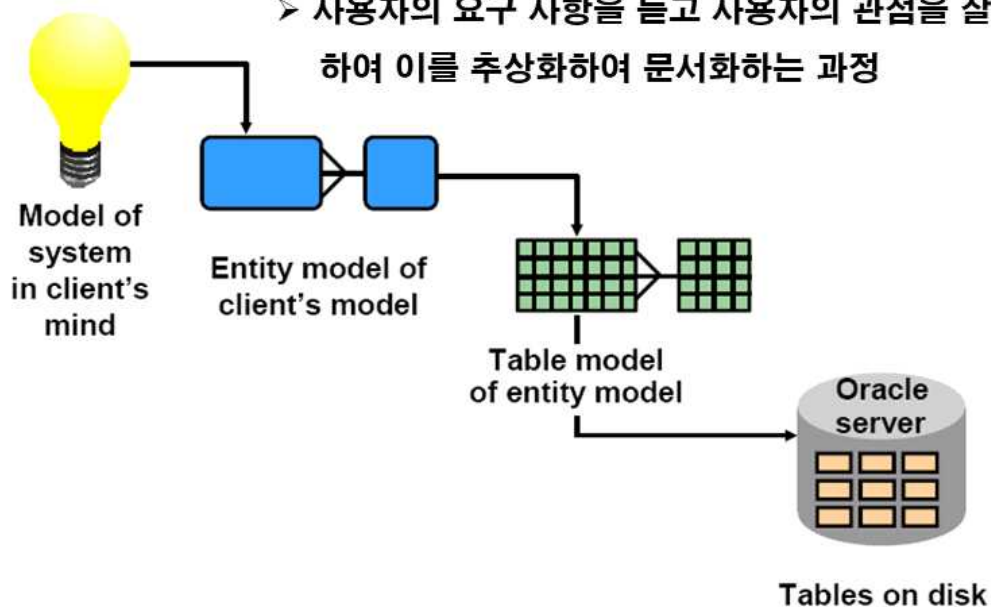 ➢ 사용자의 요구 사항을 듣고 사용자의 관점을 잘
하여 이를 추상화하여 문서화하는 과정
Model of
system
in client's
mind
Entity model of
client's model
Table model
of entity model
Oracle
server
Tables on disk